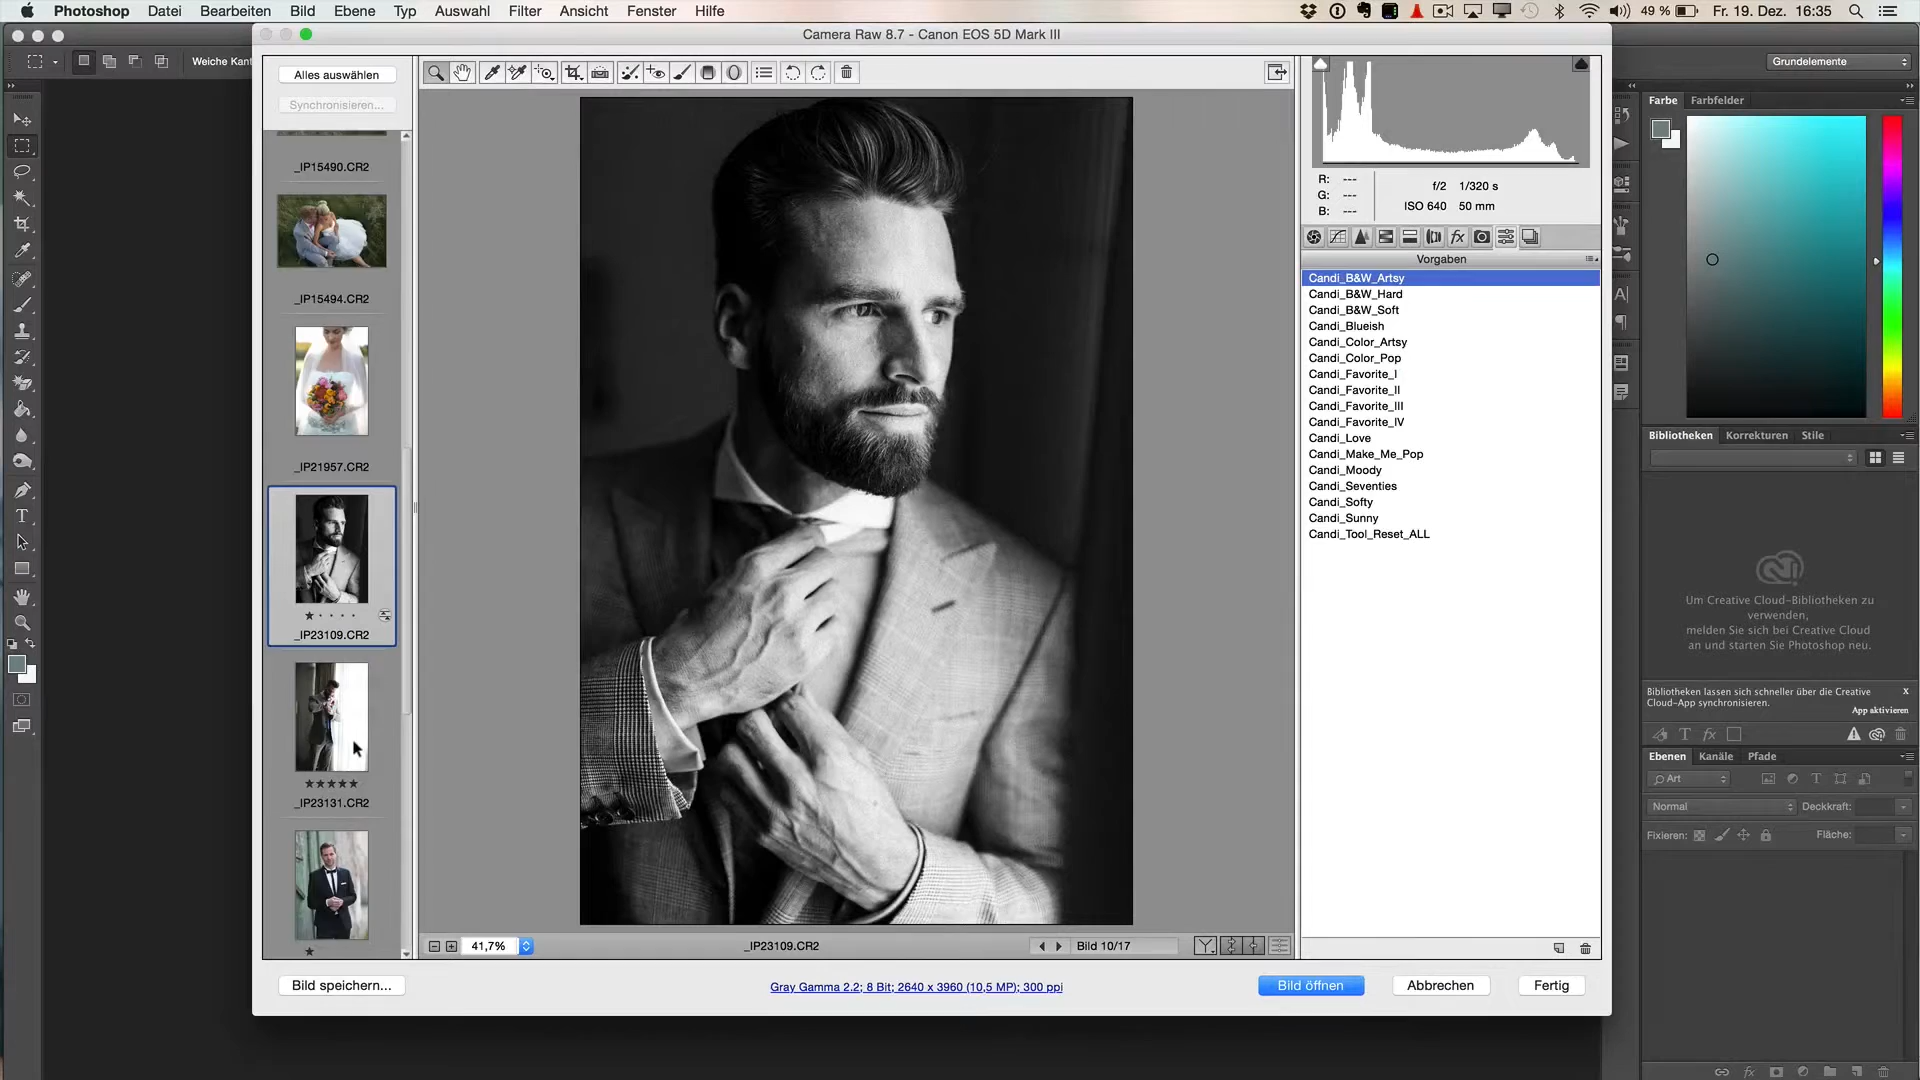 Photoshop Datei Bearbeiten Bild Ebene Typ Auswahl Filter Ansicht Fenster Hilfe
49 % Fr. 19. Dez. 16:35
Camera Raw 8.7 - Canon EOS 5D Mark III
Weiche Kant
Grundelemente
Alles auswählen
Synchronisieren...
_IP15490.CR2
_IP15494.CR2
_IP21957.CR2
_IP23109.CR2
_IP23131.CR2
R: ---
G: ---
B: ---
f/2 1/320 s
ISO 640 50 mm
Vorgaben
Candi_B&W_Artsy
Candi_B&W_Hard
Candi_B&W_Soft
Candi_Blueish
Candi_Color_Artsy
Candi_Color_Pop
Candi_Favorite_I
Candi_Favorite_II
Candi_Favorite_III
Candi_Favorite_IV
Candi_Love
Candi_Make_Me_Pop
Candi_Moody
Candi_Seventies
Candi_Softy
Candi_Sunny
Candi_Tool_Reset_ALL
41,7%
_IP23109.CR2
Bild 10/17
Bild speichern...
Gray Gamma 2.2; 8 Bit; 2640 x 3960 (10,5 MP); 300 ppi
Bild öffnen
Abbrechen
Fertig
Farbe Farbfelder
Bibliotheken Korrekturen Stile
Um Creative Cloud-Bibliotheken zu
verwenden,
melden Sie sich bei Creative Cloud
an und starten Sie Photoshop neu.
Bibliotheken lassen sich schneller über die Creative
Cloud-App synchronisieren.
App aktivieren
Ebenen Kanäle Pfade
Art
Normal Deckkraft:
Fixieren: Fläche: